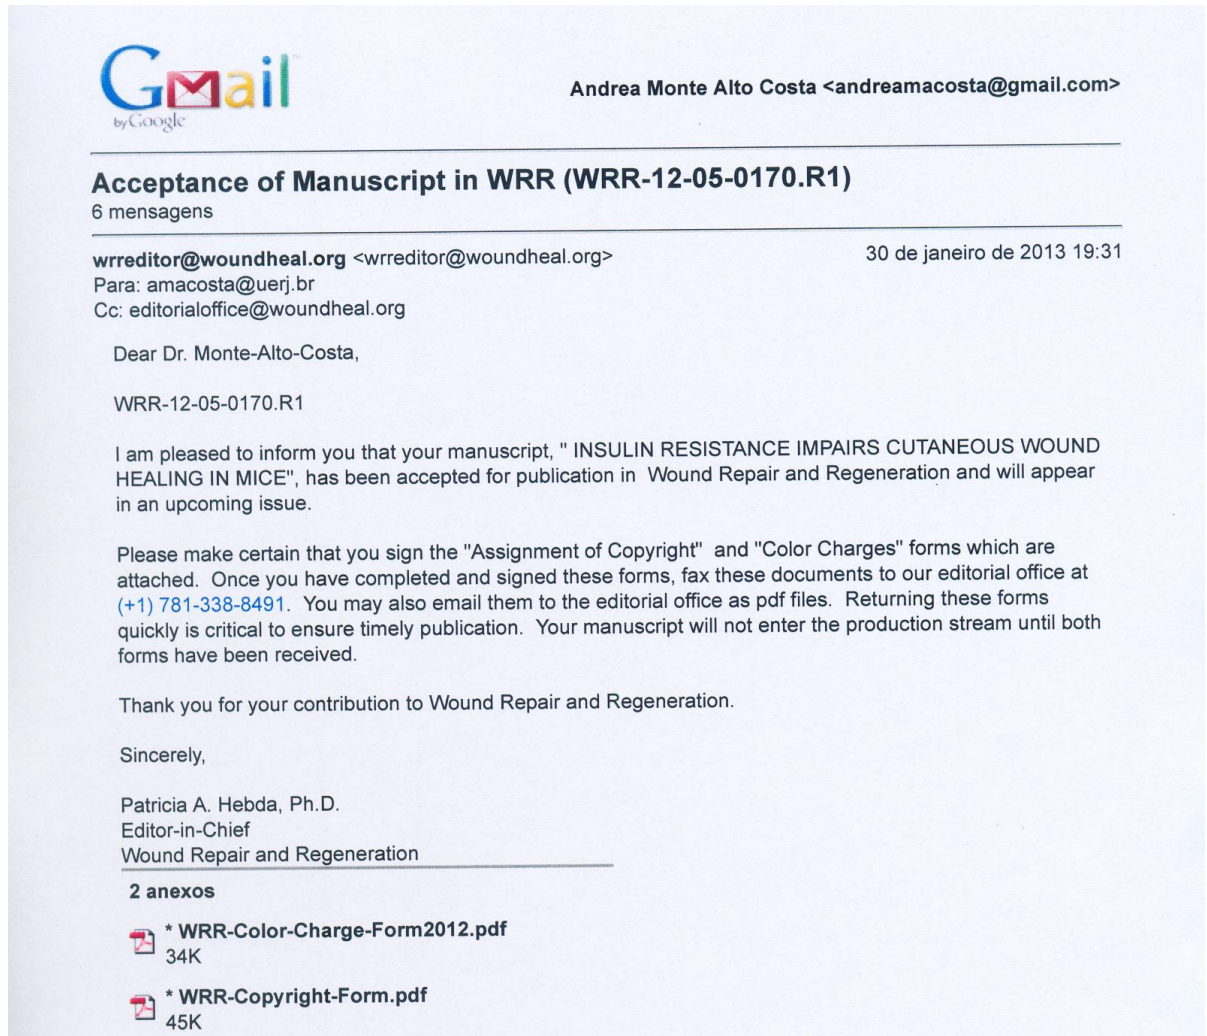 Gmail
by Google
Andrea Monte Alto Costa <andreamacosta@gmail.com>
Acceptance of Manuscript in WRR (WRR-12-05-0170.R1)
6 mensagens
wrreditor@woundheal.org <wrreditor@woundheal.org>
30 de janeiro de 2013 19:31
Para: amacosta@uerj.br
Cc: editorialoffice@woundheal.org
Dear Dr. Monte-Alto-Costa,
WRR-12-05-0170.R1
I am pleased to inform you that your manuscript, " INSULIN RESISTANCE IMPAIRS CUTANEOUS WOUND
HEALING IN MICE", has been accepted for publication in  Wound Repair and Regeneration and will appear
in an upcoming issue.
Please make certain that you sign the "Assignment of Copyright"  and "Color Charges" forms which are
attached.  Once you have completed and signed these forms, fax these documents to our editorial office at
(+1) 781-338-8491.  You may also email them to the editorial office as pdf files.  Returning these forms
quickly is critical to ensure timely publication.  Your manuscript will not enter the production stream until both
forms have been received.
Thank you for your contribution to Wound Repair and Regeneration.
Sincerely,
Patricia A. Hebda, Ph.D.
Editor-in-Chief
Wound Repair and Regeneration
2 anexos
* WRR-Color-Charge-Form2012.pdf
34K
* WRR-Copyright-Form.pdf
45K